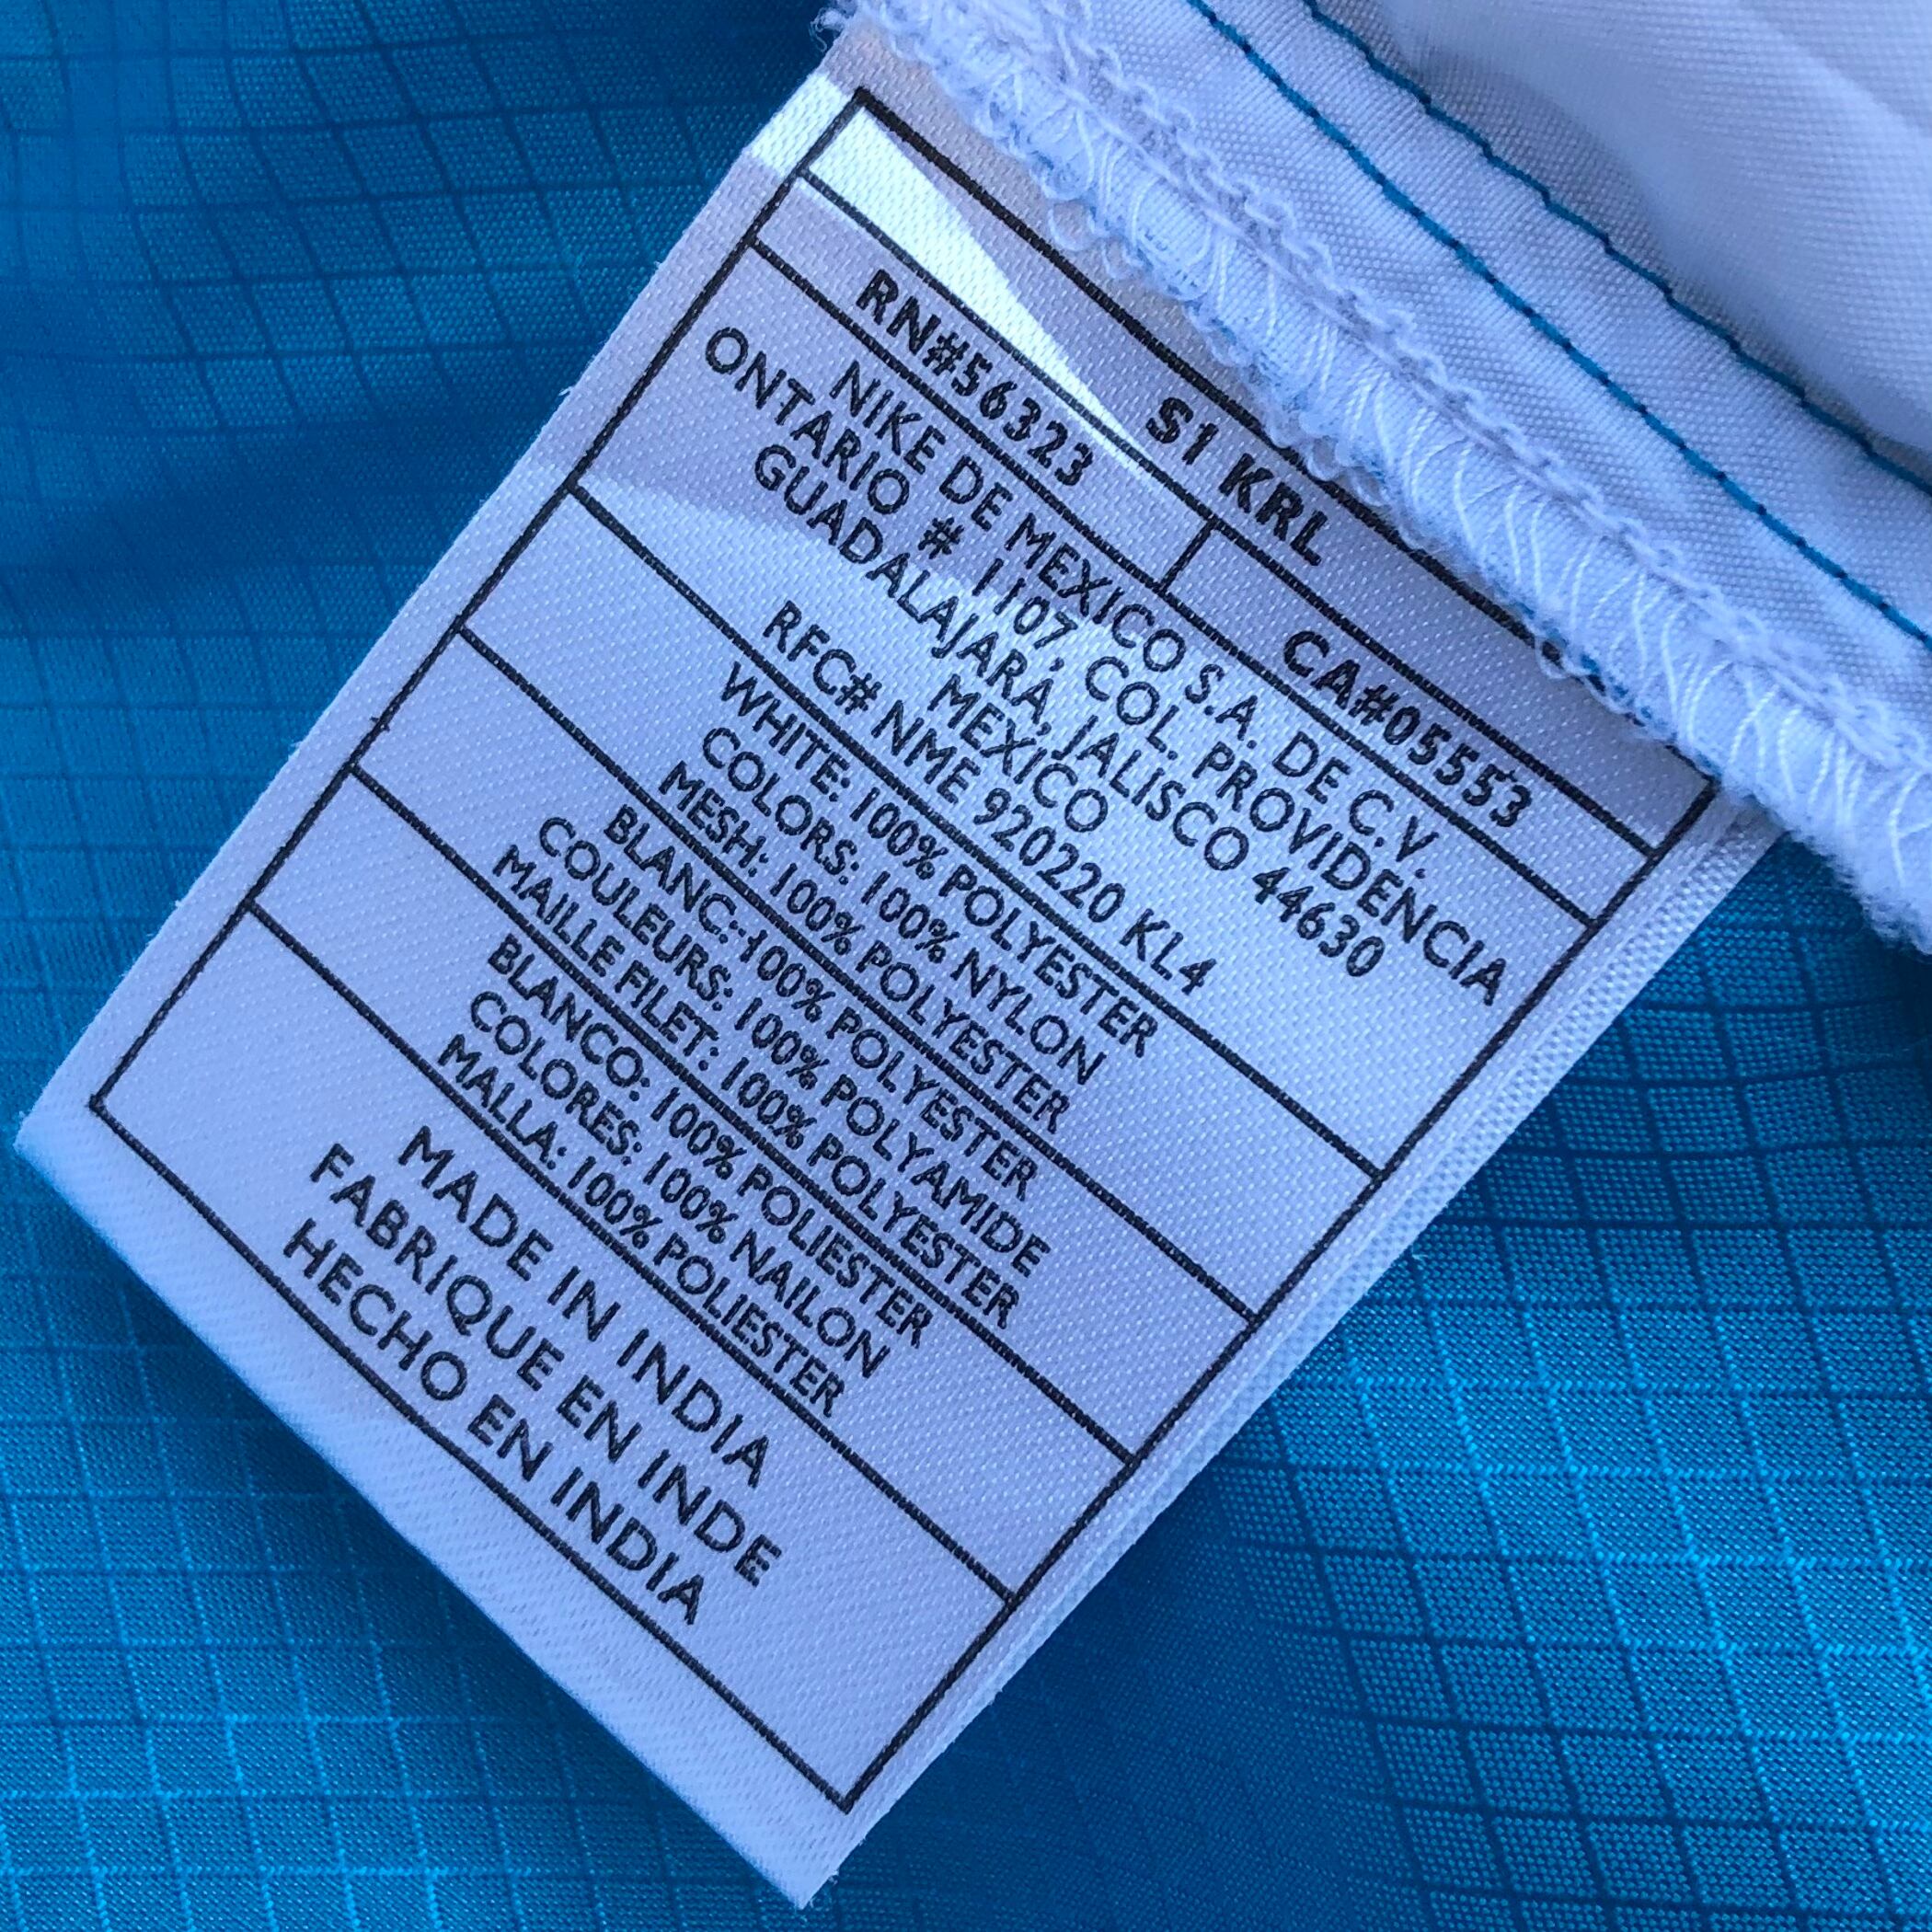 S1 KRL
RN#56323 CA#05553
NIKE DE MEXICO S.A. DE C.V.
ONTARIO # 1107, COL. PROVIDENCIA
GUADALAJARA, JALISCO 44630
MEXICO
RFC# NME 920220 KL4
WHITE: 100% POLYESTER
COLORS: 100% NYLON
MESH: 100% POLYESTER
BLANC: 100% POLYESTER
COULEURS: 100% POLYAMIDE
MAILLE FILET: 100% POLYESTER
BLANCO: 100% POLIESTER
COLORES: 100% NAILON
MALLA: 100% POLIESTER
MADE IN INDIA
FABRIQUE EN INDE
HECHO EN INDIA